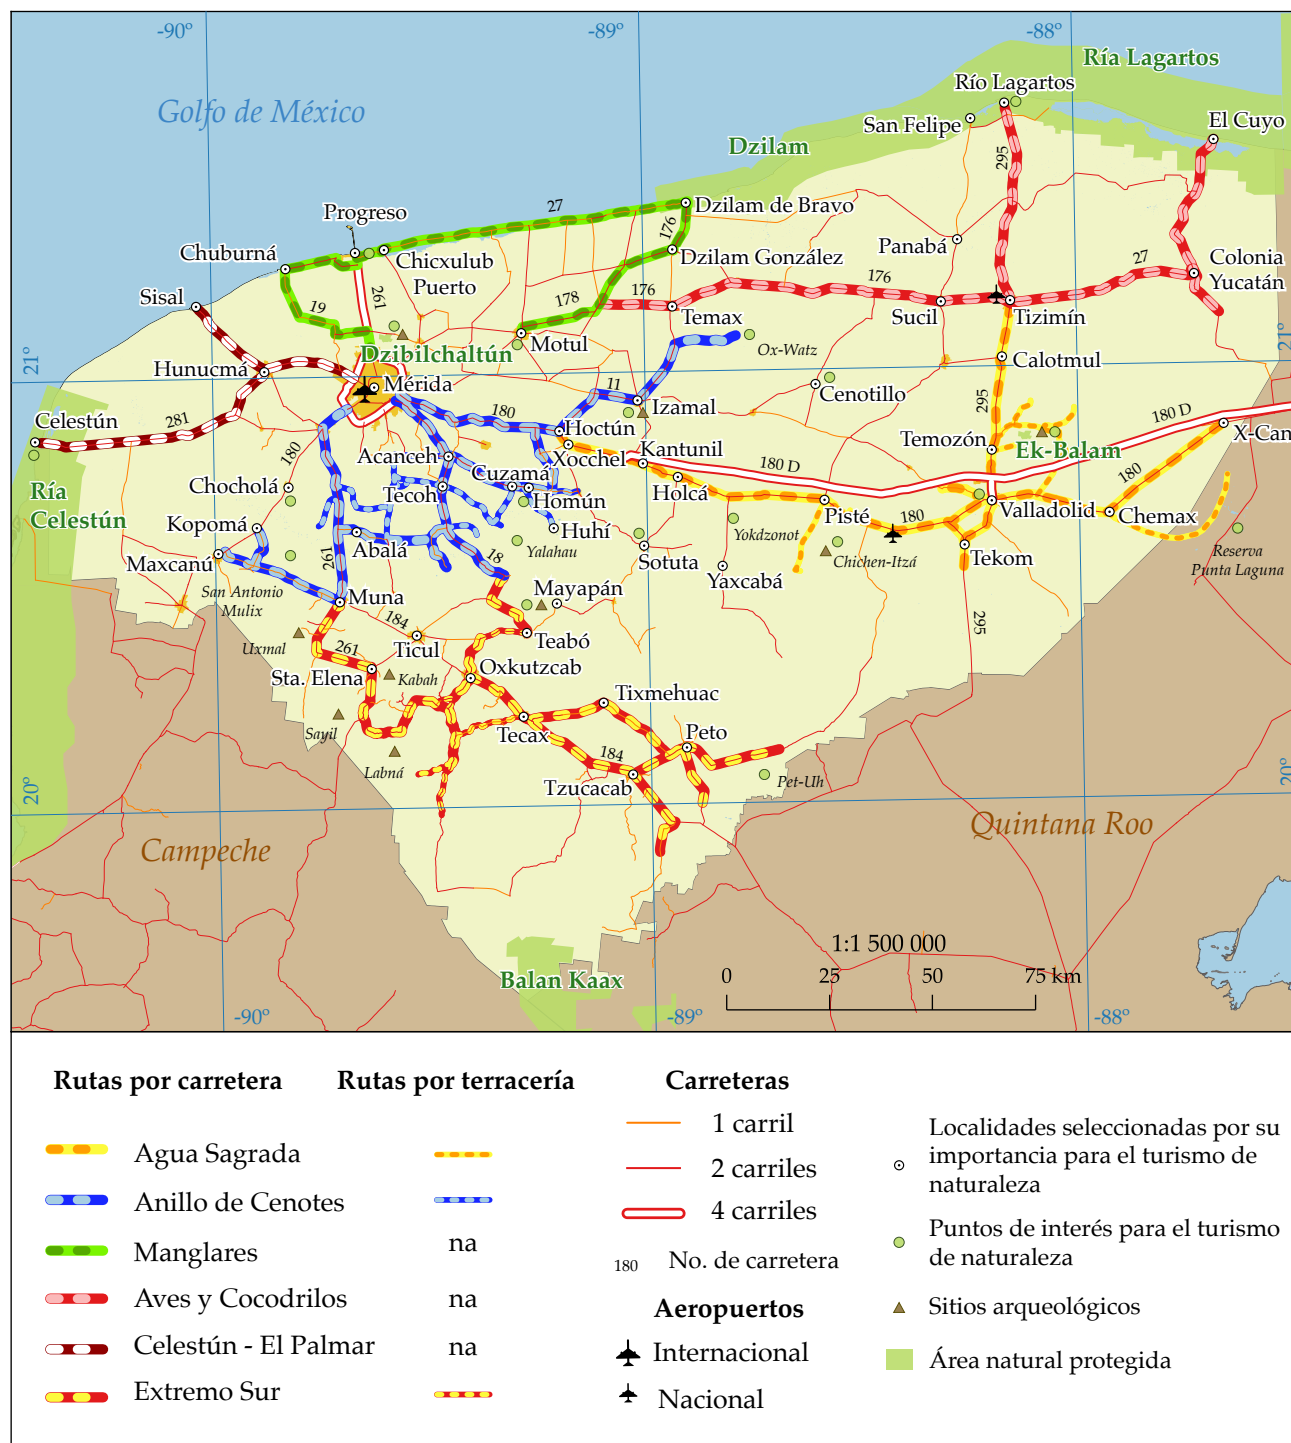 -90°
-89°
-88°
Ría Lagartos
Golfo de México
Río Lagartos
San Felipe
El Cuyo
Dzilam
295
Progreso
27
Dzilam de Bravo
176
Chuburná
Chicxulub
Puerto
Dzilam González
Panabá
27
Colonia
Yucatán
Sisal
261
19
178
176
176
Temax
Sucil
Tizimín
Motul
21°
21°
Dzibilchaltún
Ox-Watz
Calotmul
Hunucmá
Mérida
11
Izamal
Cenotillo
295
Celestún
281
180
Hoctún
180 D
X-Can
Temozón
Ek-Balam
180
Acanceh
Xocchel
Kantunil
180 D
180
Cuzamá
Ría
Celestún
Chocholá
Tecoh
Homún
Holcá
Pisté
Valladolid
Chemax
Kopomá
Huhí
180
Yokdzonot
Abalá
Yalahau
Sotuta
Chichen-Itzá
Tekom
Reserva
Punta Laguna
Maxcanú
261
18
Yaxcabá
San Antonio
Mulix
Muna
Mayapán
184
Teabó
295
Uxmal
261
Ticul
Sta. Elena
Oxkutzcab
Kabah
Tixmehuac
Sayil
Tecax
Peto
Labná
184
Tzucacab
Pet-Uh
20°
20°
Campeche
Quintana Roo
1:1 500 000
Balan Kaax
0 25 50 75 km
-90°
-89°
-88°
Rutas por carretera
Rutas por terracería
Carreteras
Agua Sagrada
Anillo de Cenotes
Manglares
na
Aves y Cocodrilos
na
Celestún - El Palmar
na
Extremo Sur
1 carril
2 carriles
4 carriles
180 No. de carretera
Aeropuertos
Internacional
Nacional
Localidades seleccionadas por su
importancia para el turismo de
naturaleza
Puntos de interés para el turismo
de naturaleza
Sitios arqueológicos
Área natural protegida